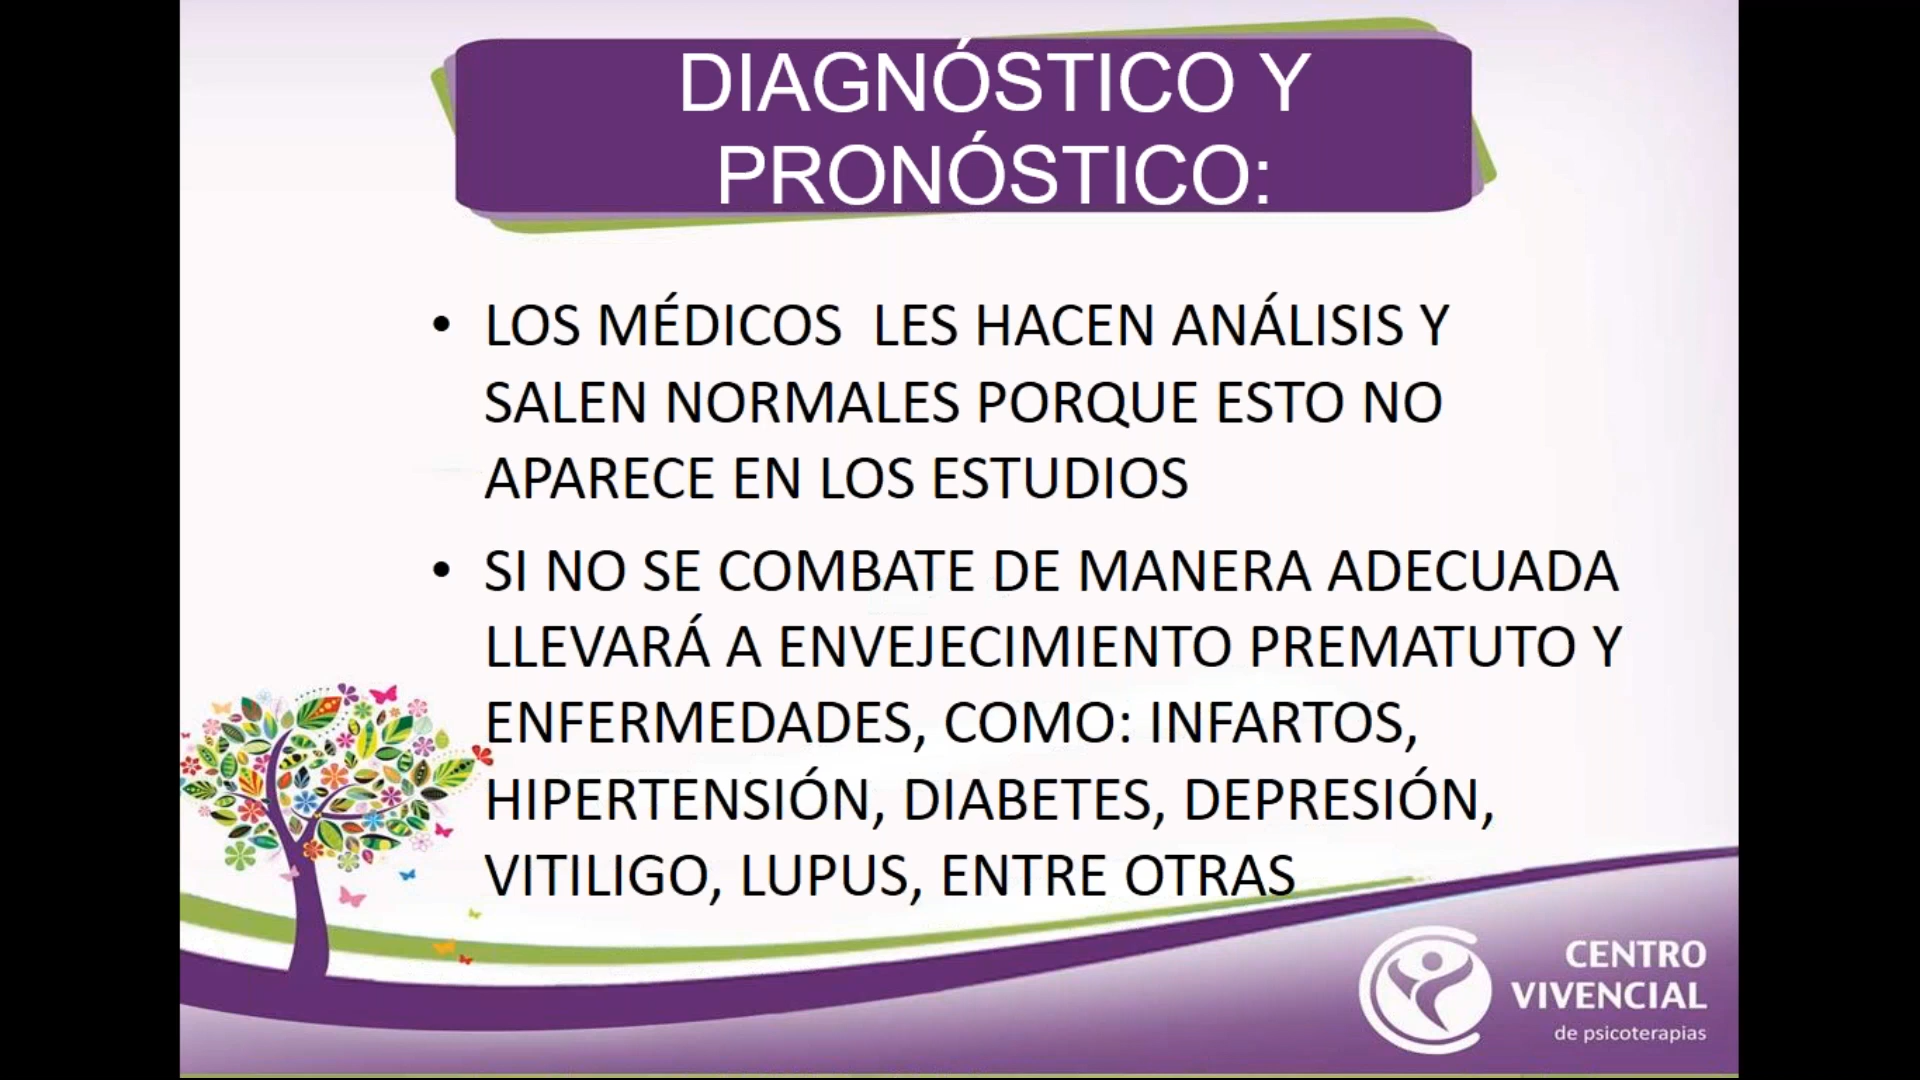 DIAGNÓSTICO Y
PRONÓSTICO:
• LOS MÉDICOS  LES HACEN ANÁLISIS Y
SALEN NORMALES PORQUE ESTO NO
APARECE EN LOS ESTUDIOS
• SI NO SE COMBATE DE MANERA ADECUADA
LLEVARÁ A ENVEJECIMIENTO PREMATUTO Y
ENFERMEDADES, COMO: INFARTOS,
HIPERTENSIÓN, DIABETES, DEPRESIÓN,
VITILIGO, LUPUS, ENTRE OTRAS
CENTRO
VIVENCIAL
de psicoterapias